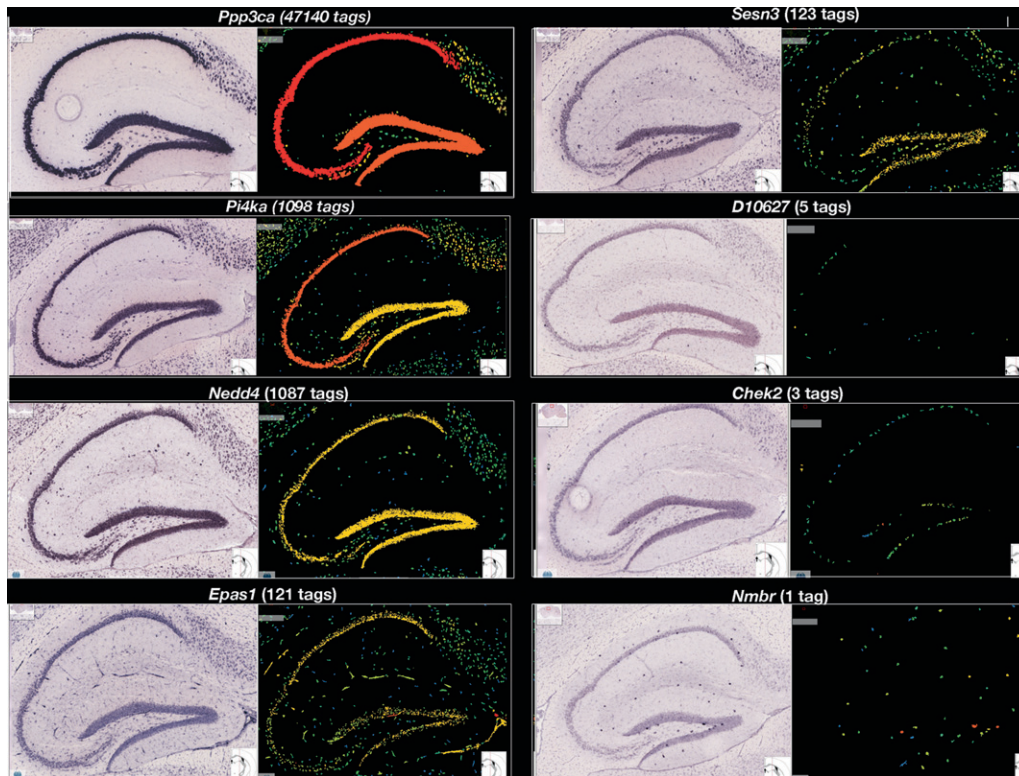 Ppp3ca (47140 tags)
Sesn3 (123 tags)
Pi4ka (1098 tags)
D10627 (5 tags)
Nedd4 (1087 tags)
Chek2 (3 tags)
Epas1 (121 tags)
Nmbr (1 tag)